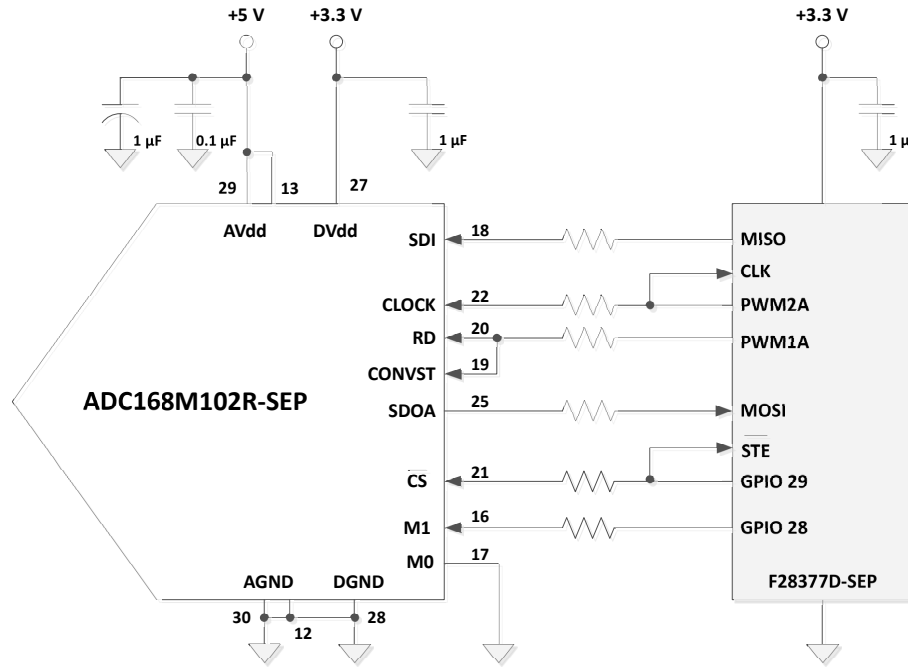 +5 V
+3.3 V
+3.3 V
1 µF
0.1 µF
1 µF
1 µ
29
13
27
AVdd
DVdd
SDI
18
MISO
CLK
CLOCK
22
PWM2A
RD
20
PWM1A
CONVST
19
ADC168M102R-SEP
SDOA
25
MOSI
STE
CS
21
GPIO 29
M1
16
GPIO 28
M0
17
AGND
DGND
F28377D-SEP
30
12
28